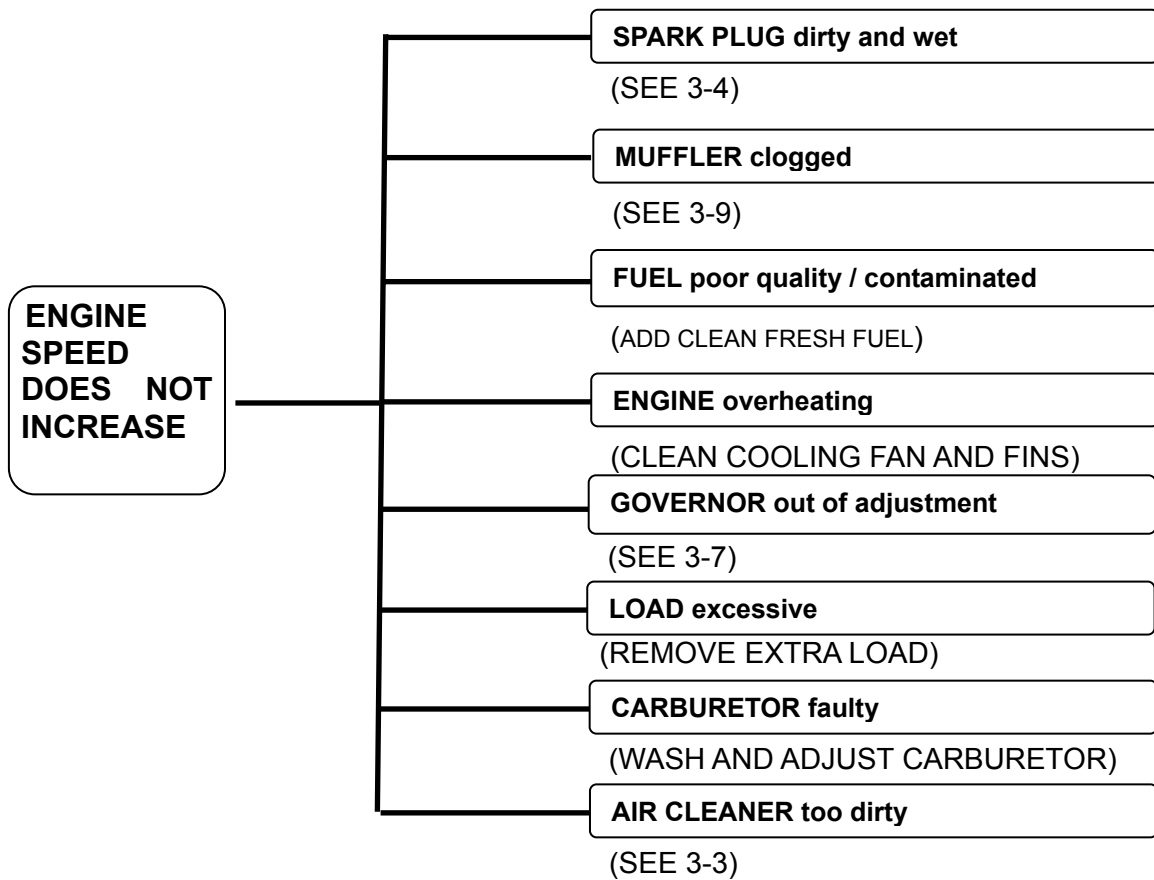 SPARK PLUG dirty and wet
(SEE 3-4)
MUFFLER clogged
(SEE 3-9)
FUEL poor quality / contaminated
(ADD CLEAN FRESH FUEL)
ENGINE
SPEED
DOES NOT
INCREASE
ENGINE overheating
(CLEAN COOLING FAN AND FINS)
GOVERNOR out of adjustment
(SEE 3-7)
LOAD excessive
(REMOVE EXTRA LOAD)
CARBURETOR faulty
(WASH AND ADJUST CARBURETOR)
AIR CLEANER too dirty
(SEE 3-3)